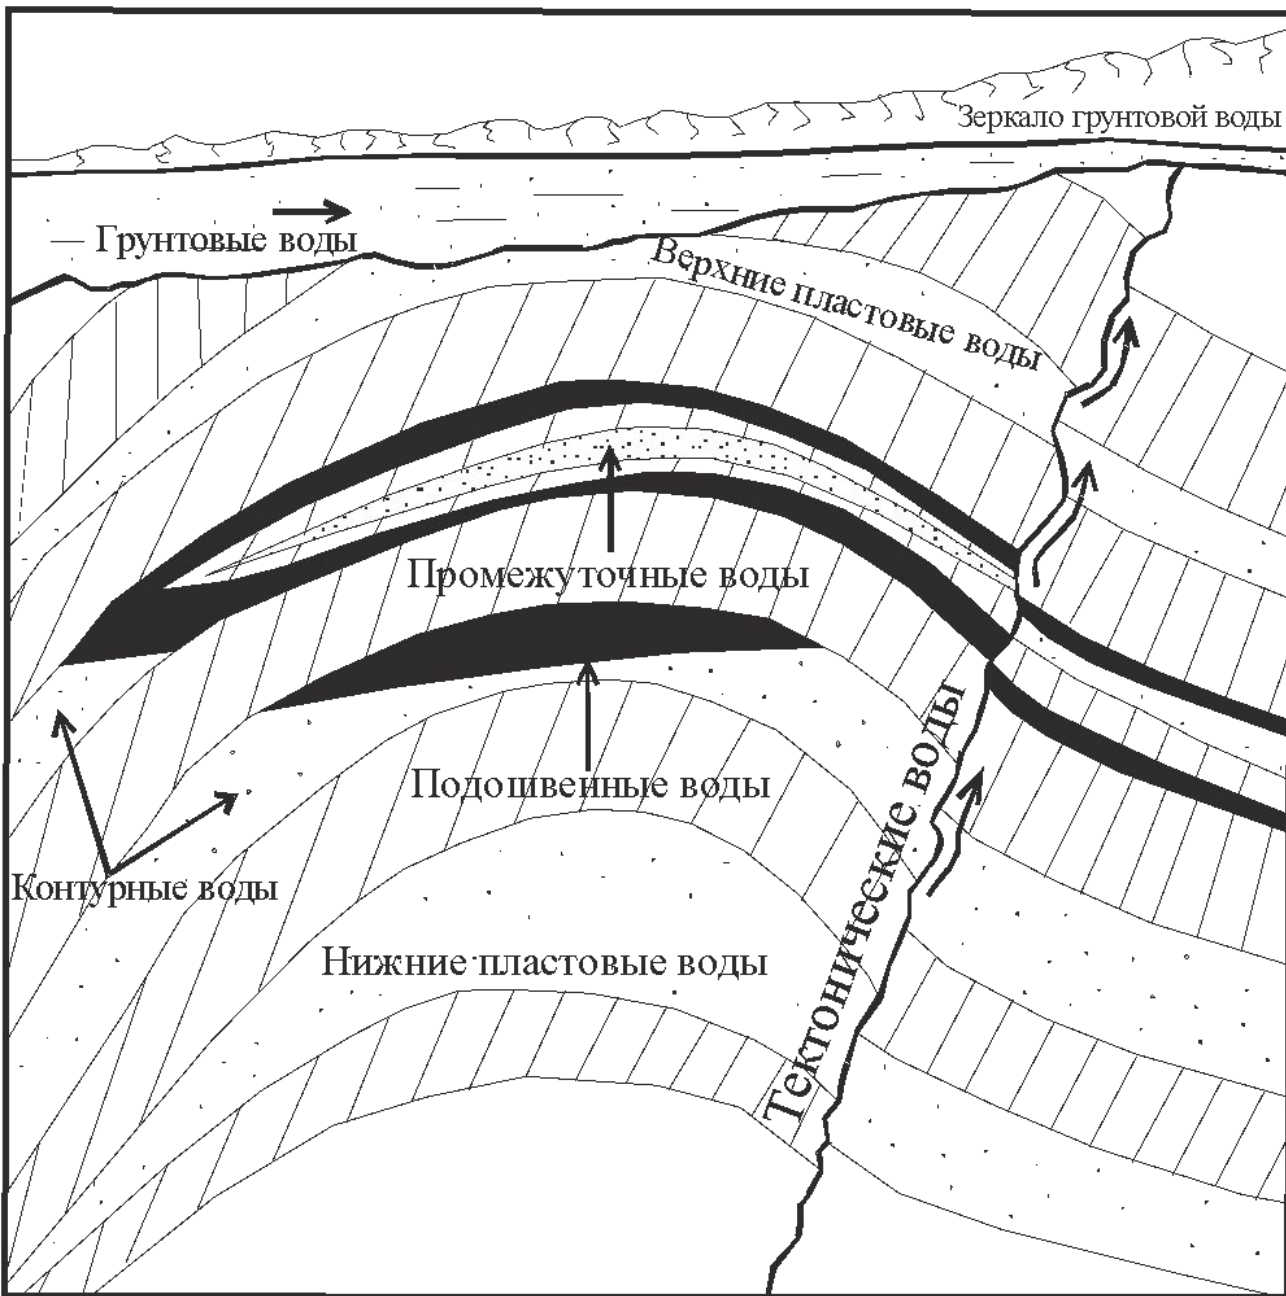 Зеркало грунтовой воды
Грунтовые воды
Верхние пластовые воды
Промежуточные воды
Подошвенные воды
Контурные воды
Нижние пластовые воды
Тектонические воды